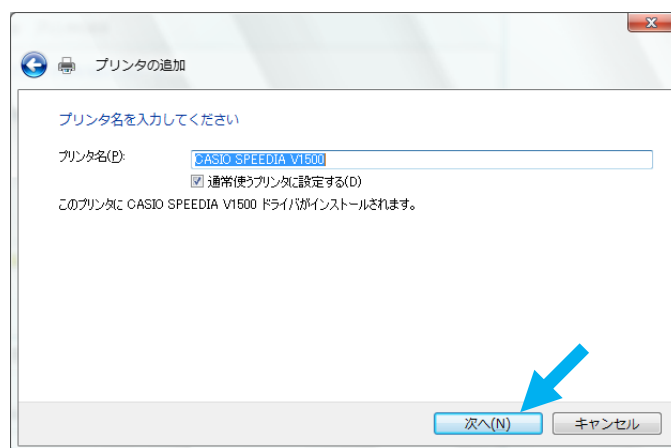 プリンタの追加
プリンタ名を入力してください
プリンタ名(P): CASIO SPEEDIA V1500
通常使うプリンタに設定する(D)
このプリンタに CASIO SPEEDIA V1500 ドライバがインストールされます。
次へ(N) キャンセル